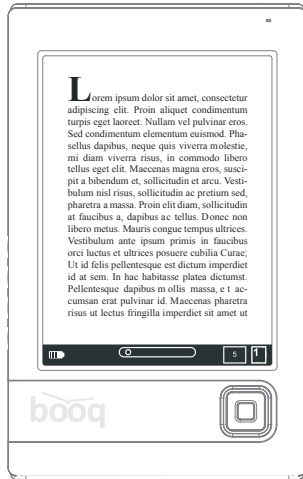 Lorem ipsum dolor sit amet, consectetur
adipiscing elit. Proin aliquet condimentum
turpis eget laoreet. Nullam vel pulvinar eros.
Sed condimentum elementum euismod. Pha-
sellus dapibus, neque quis viverra molestie,
mi diam viverra risus, in commodo libero
tellus eget elit. Maecenas magna eros, susci-
pit a bibendum et, sollicitudin et arcu. Vesti-
bulum nisl risus, sollicitudin ac pretium sed,
pharetra a massa. Proin elit diam, sollicitudin
at faucibus a, dapibus ac tellus. Donec non
libero metus. Mauris congue tempus ultrices.
Vestibulum ante ipsum primis in faucibus
orci luctus et ultrices posuere cubilia Curae;
Ut id felis pellentesque est dictum imperdiet
id at sem. In hac habitasse platea dictumst.
Pellentesque dapibus m ollis massa, e t ac-
cumsan erat pulvinar id. Maecenas pharetra
risus ut lectus fringilla imperdiet sit amet ut
5 1
booq